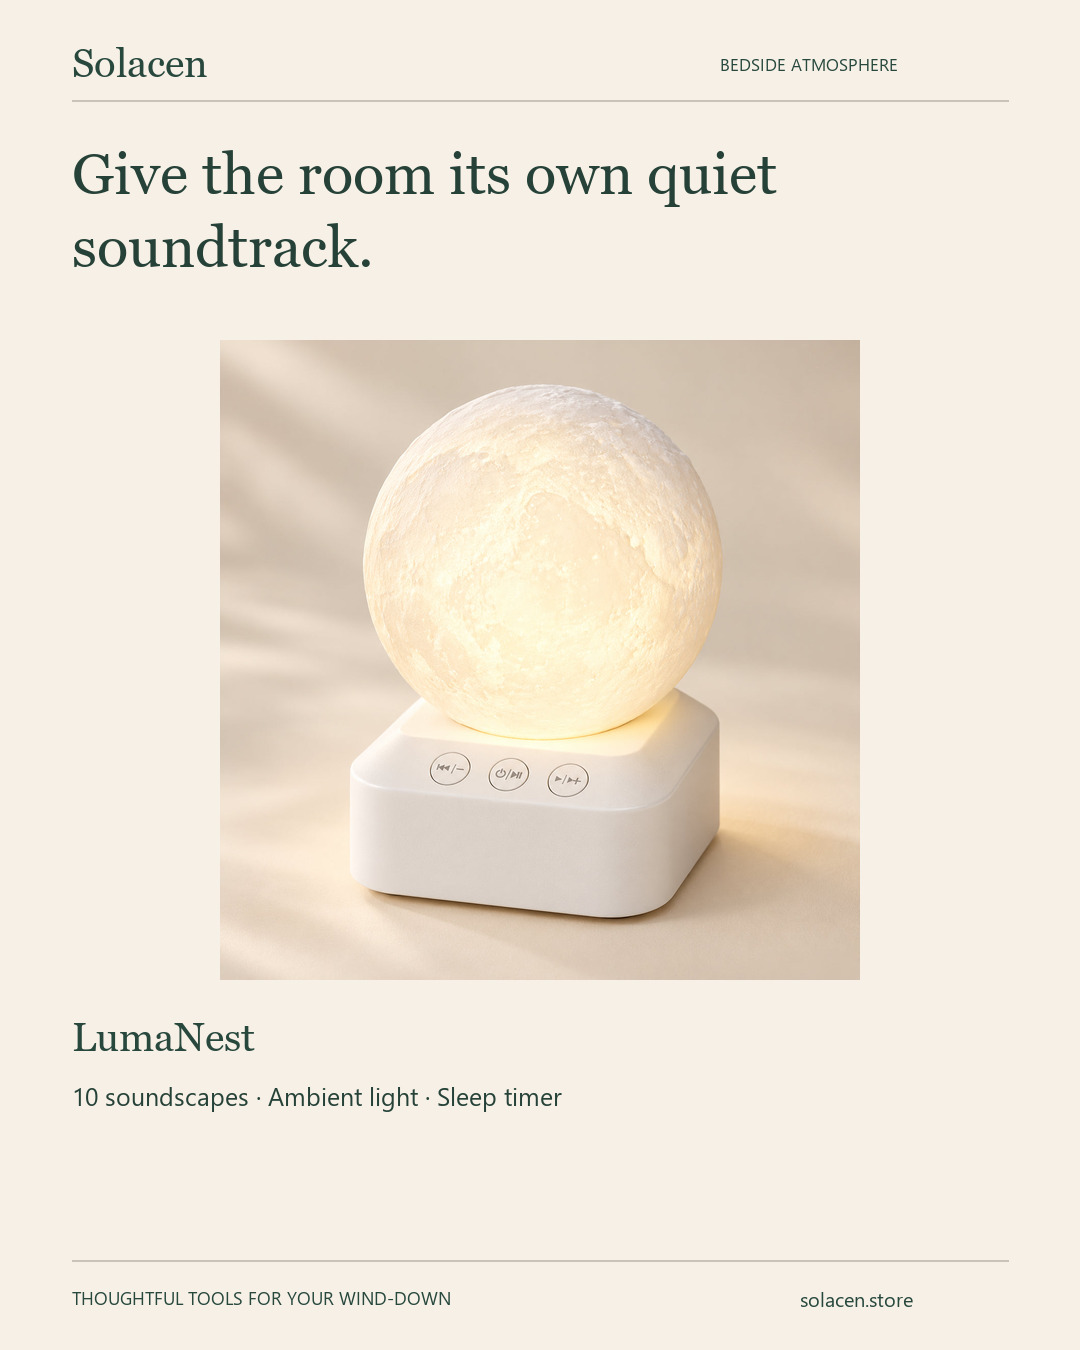 Solacen
BEDSIDE ATMOSPHERE
Give the room its own quiet
soundtrack.
LumaNest
10 soundscapes · Ambient light · Sleep timer
THOUGHTFUL TOOLS FOR YOUR WIND-DOWN
solacen.store